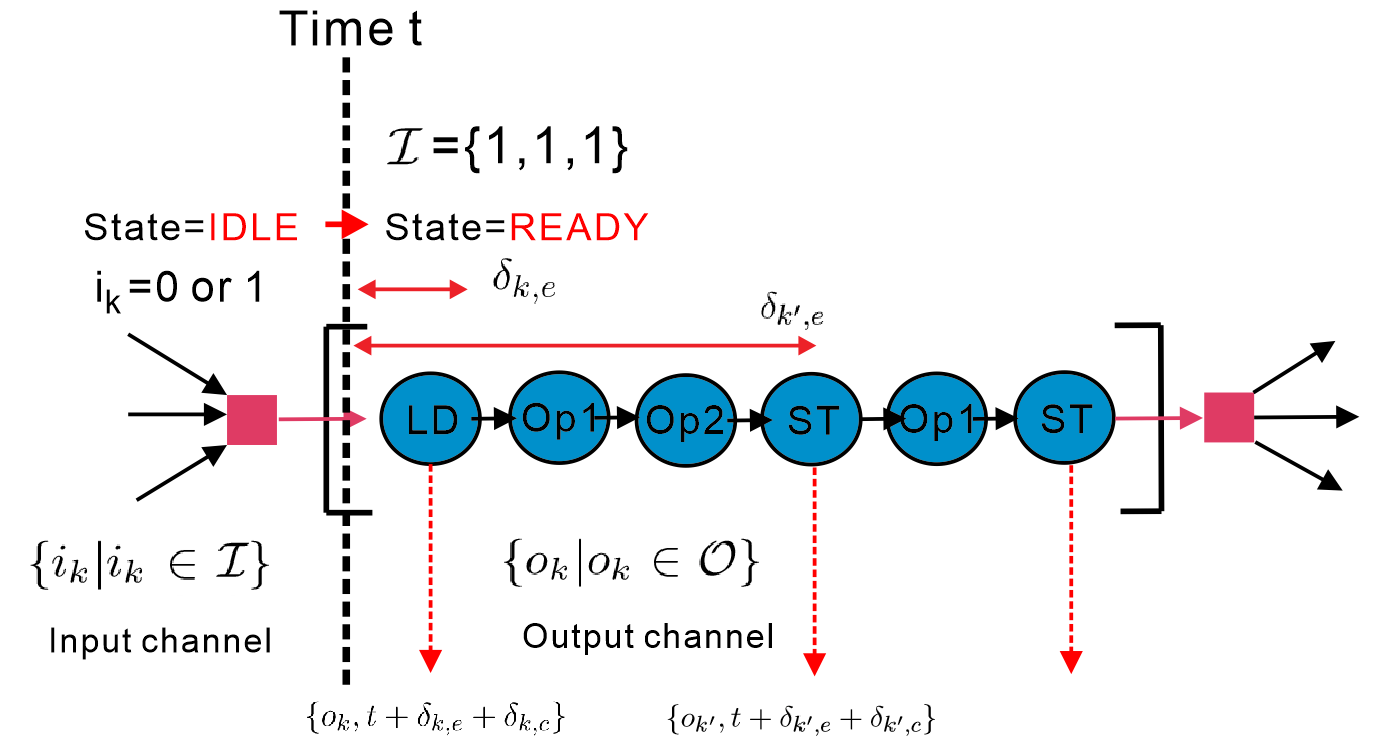 Time t
ℐ={1,1,1}
State=IDLE State=READY
i_k=0 or 1
δ_{k,e}
δ_{k',e}
LD Op1 Op2 ST Op1 ST
{i_k|i_k ∈ ℐ} {o_k|o_k ∈ 𝒪}
Input channel Output channel
{o_k, t + δ_{k,e} + δ_{k,c}} {o_{k'}, t + δ_{k',e} + δ_{k',c}}